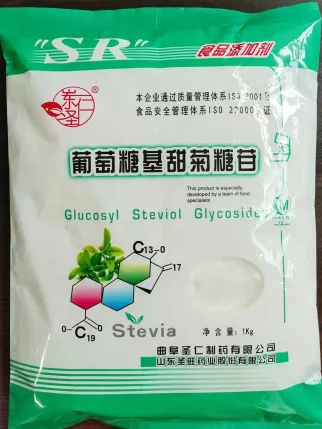 "SR"
食品添加剂
东仁圣
®
本企业通过质量管理体系ISO 9001认
食品安全管理体系ISO 22000认证
葡萄糖基甜菊糖苷
This product is especially
developed by a team of food
specialists
Glucosyl Steviol Glycosides
C13-O
17
O-C19
Stevia
净含量：1Kg
曲阜圣仁制药有限公司
山东圣旺药业股份有限公司